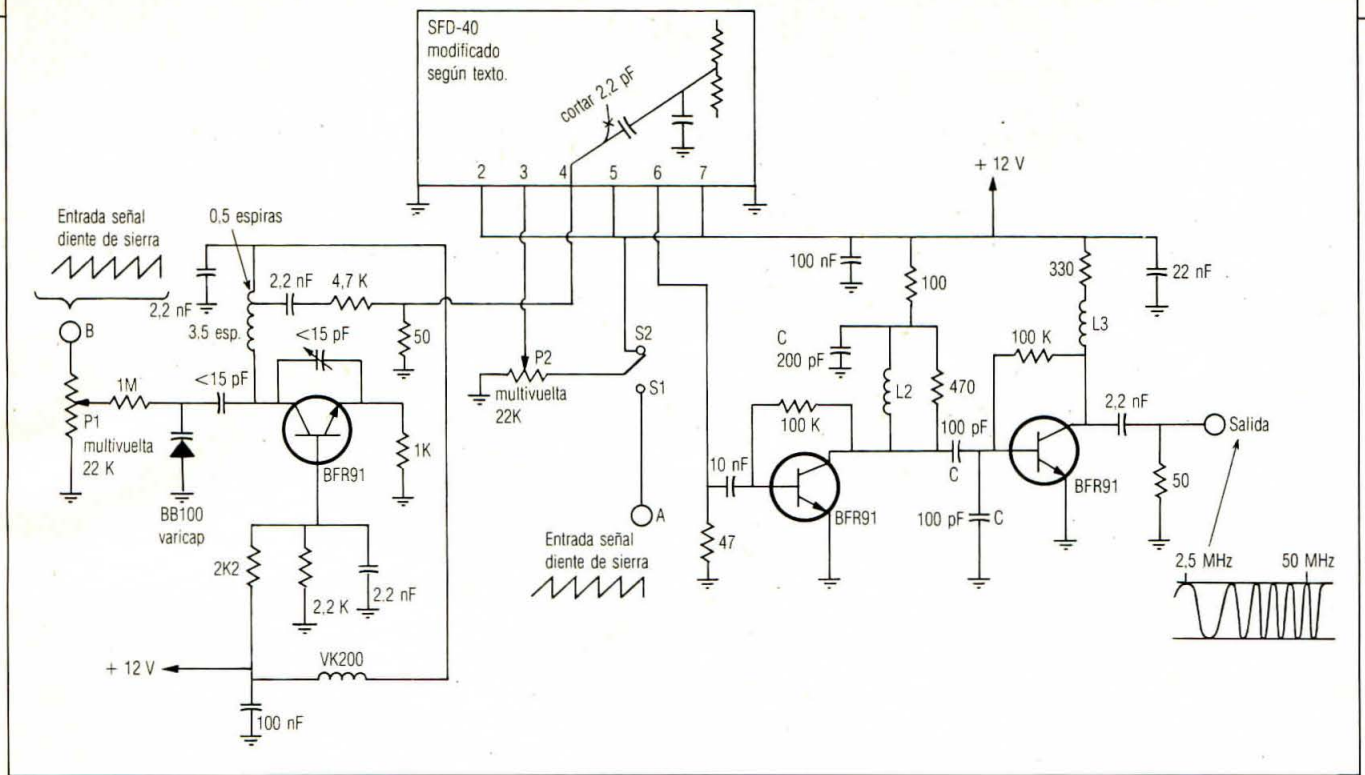 SFD-40
modificado
según texto.
cortar 2,2 pF
2
3
4
5
6
7
+ 12 V
Entrada señal
diente de sierra
0,5 espiras
2,2 nF
2,2 nF
4,7 K
3,5 esp.
<15 pF
50
B
1M
<15 pF
P1
multivuelta
22 K
BFR91
1K
BB100
varicap
2K2
2,2 K
2,2 nF
+ 12 V
VK200
100 nF
P2
multivuelta
22K
S2
S1
A
Entrada señal
diente de sierra
100 nF
100
330
22 nF
C
200 pF
L2
470
100 K
L3
100 K
100 pF
C
2,2 nF
Salida
10 nF
BFR91
BFR91
50
47
100 pF
C
2,5 MHz
50 MHz